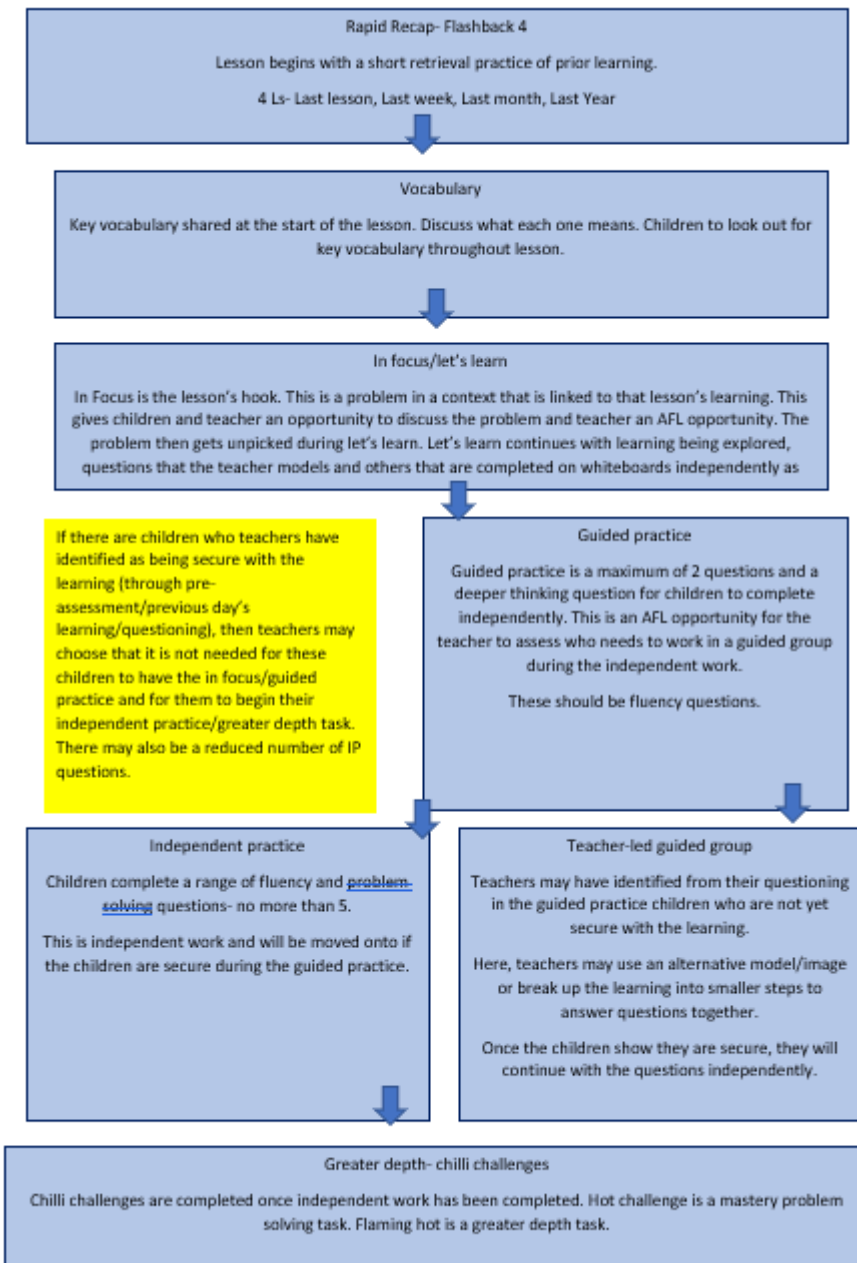 Rapid Recap- Flashback 4
Lesson begins with a short retrieval practice of prior learning.
4 Ls- Last lesson, Last week, Last month, Last Year
Vocabulary
Key vocabulary shared at the start of the lesson. Discuss what each one means. Children to look out for
key vocabulary throughout lesson.
In focus/let's learn
In Focus is the lesson's hook. This is a problem in a context that is linked to that lesson's learning. This
gives children and teacher an opportunity to discuss the problem and teacher an AFL opportunity. The
problem then gets unpicked during let's learn. Let's learn continues with learning being explored,
questions that the teacher models and others that are completed on whiteboards independently as
If there are children who teachers have
identified as being secure with the
learning (through pre-
assessment/previous day's
learning/questioning), then teachers may
choose that it is not needed for these
children to have the in focus/guided
practice and for them to begin their
independent practice/greater depth task.
There may also be a reduced number of IP
questions.
Guided practice
Guided practice is a maximum of 2 questions and a
deeper thinking question for children to complete
independently. This is an AFL opportunity for the
teacher to assess who needs to work in a guided group
during the independent work.
These should be fluency questions.
Independent practice
Children complete a range of fluency and problem
solving questions- no more than 5.
This is independent work and will be moved onto if
the children are secure during the guided practice.
Teacher-led guided group
Teachers may have identified from their questioning
in the guided practice children who are not yet
secure with the learning.
Here, teachers may use an alternative model/image
or break up the learning into smaller steps to
answer questions together.
Once the children show they are secure, they will
continue with the questions independently.
Greater depth- chilli challenges
Chilli challenges are completed once independent work has been completed. Hot challenge is a mastery problem
solving task. Flaming hot is a greater depth task.